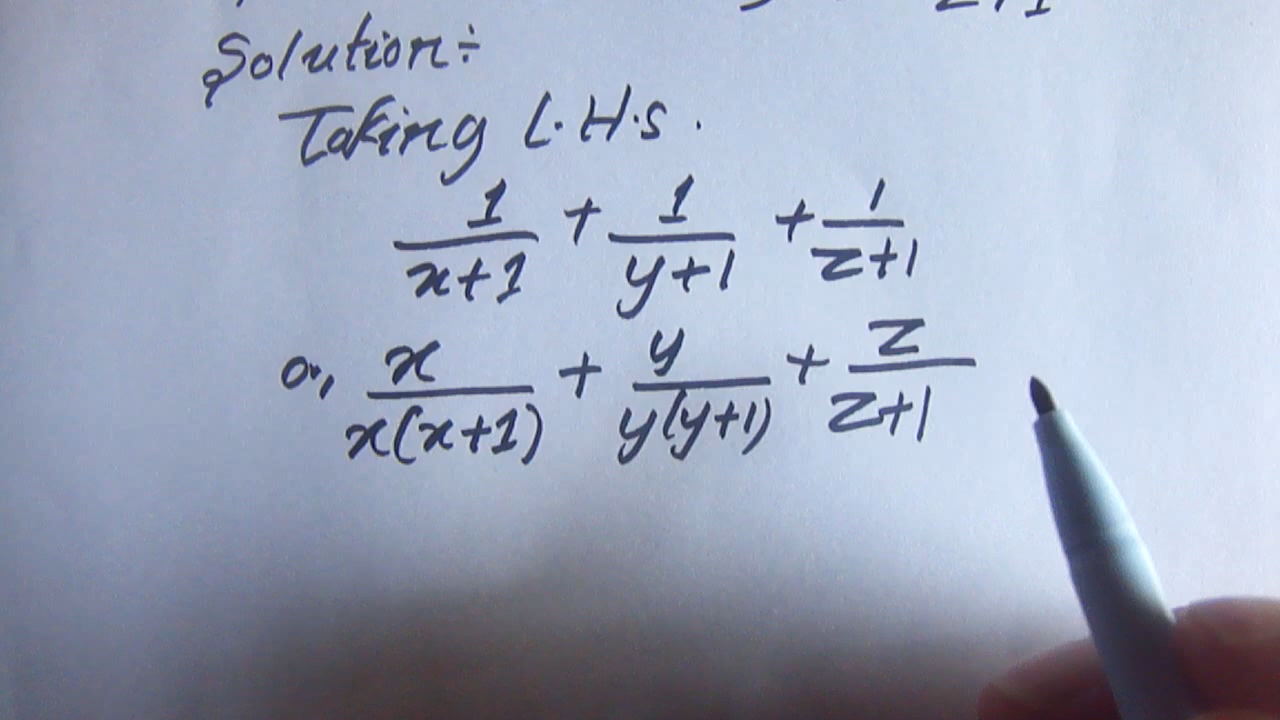 Solution÷
Taking L.H.S.
1/(x+1) + 1/(y+1) + 1/(z+1)
or, x/(x(x+1)) + y/(y(y+1)) + z/(z+1)